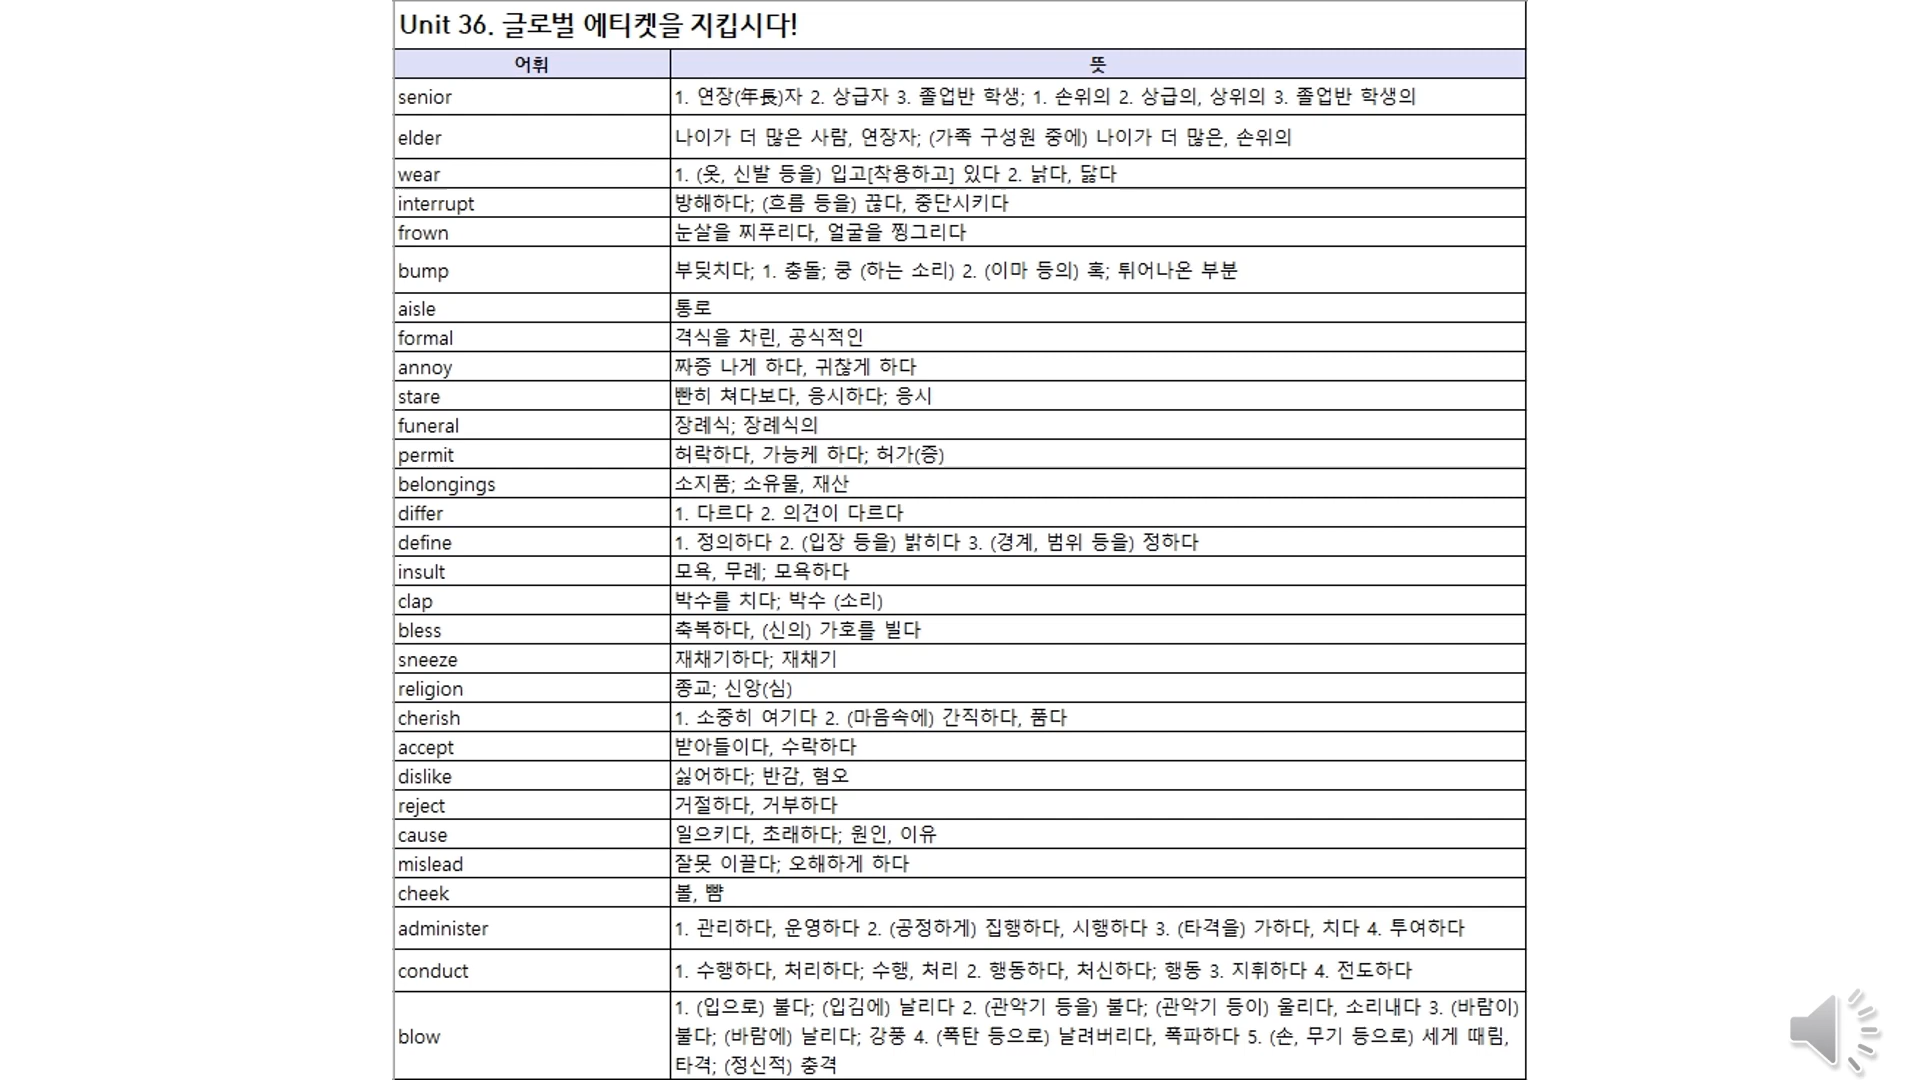 Unit 36. 글로벌 에티켓을 지킵시다!
어휘 뜻
senior 1. 연장(年長)자 2. 상급자 3. 졸업반 학생; 1. 손위의 2. 상급의, 상위의 3. 졸업반 학생의
elder 나이가 더 많은 사람, 연장자; (가족 구성원 중에) 나이가 더 많은, 손위의
wear 1. (옷, 신발 등을) 입고[착용하고] 있다 2. 낡다, 닳다
interrupt 방해하다; (흐름 등을) 끊다, 중단시키다
frown 눈살을 찌푸리다, 얼굴을 찡그리다
bump 부딪치다; 1. 충돌; 쿵 (하는 소리) 2. (이마 등의) 혹; 튀어나온 부분
aisle 통로
formal 격식을 차린, 공식적인
annoy 짜증 나게 하다, 귀찮게 하다
stare 빤히 쳐다보다, 응시하다; 응시
funeral 장례식; 장례식의
permit 허락하다, 가능케 하다; 허가(증)
belongings 소지품; 소유물, 재산
differ 1. 다르다 2. 의견이 다르다
define 1. 정의하다 2. (입장 등을) 밝히다 3. (경계, 범위 등을) 정하다
insult 모욕, 무례; 모욕하다
clap 박수를 치다; 박수 (소리)
bless 축복하다, (신의) 가호를 빌다
sneeze 재채기하다; 재채기
religion 종교; 신앙(심)
cherish 1. 소중히 여기다 2. (마음속에) 간직하다, 품다
accept 받아들이다, 수락하다
dislike 싫어하다; 반감, 혐오
reject 거절하다, 거부하다
cause 일으키다, 초래하다; 원인, 이유
mislead 잘못 이끌다; 오해하게 하다
cheek 볼, 뺨
administer 1. 관리하다, 운영하다 2. (공정하게) 집행하다, 시행하다 3. (타격을) 가하다, 치다 4. 투여하다
conduct 1. 수행하다, 처리하다; 수행, 처리 2. 행동하다, 처신하다; 행동 3. 지휘하다 4. 전도하다
blow 1. (입으로) 불다; (입김에) 날리다 2. (관악기 등을) 불다; (관악기 등이) 울리다, 소리내다 3. (바람이)
불다; (바람에) 날리다; 강풍 4. (폭탄 등으로) 날려버리다, 폭파하다 5. (손, 무기 등으로) 세게 때림,
타격; (정신적) 충격